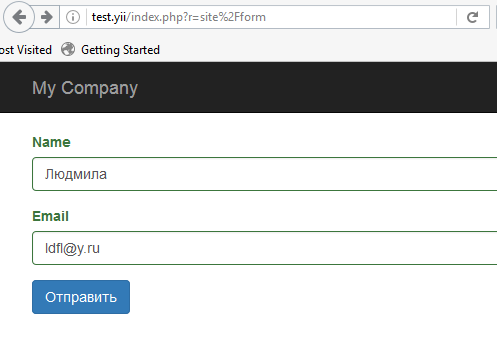 test.yii/index.php?r=site%2Fform
ost Visited Getting Started
My Company
Name
Людмила
Email
ldfl@y.ru
Отправить